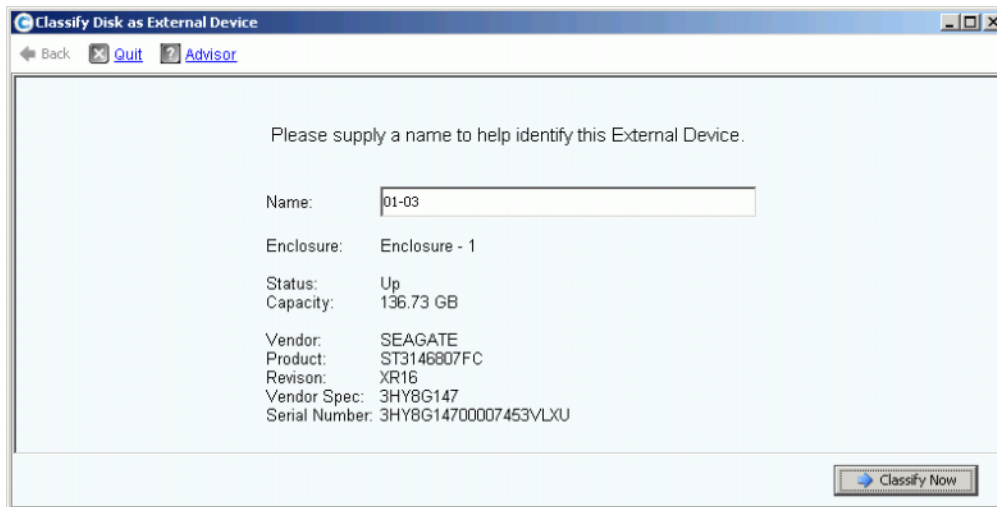 Classify Disk as External Device
Back Quit Advisor
Please supply a name to help identify this External Device.
Name: 01-03
Enclosure: Enclosure - 1
Status: Up
Capacity: 136.73 GB
Vendor: SEAGATE
Product: ST3146807FC
Revison: XR16
Vendor Spec: 3HY8G147
Serial Number: 3HY8G14700007453VLXU
Classify Now